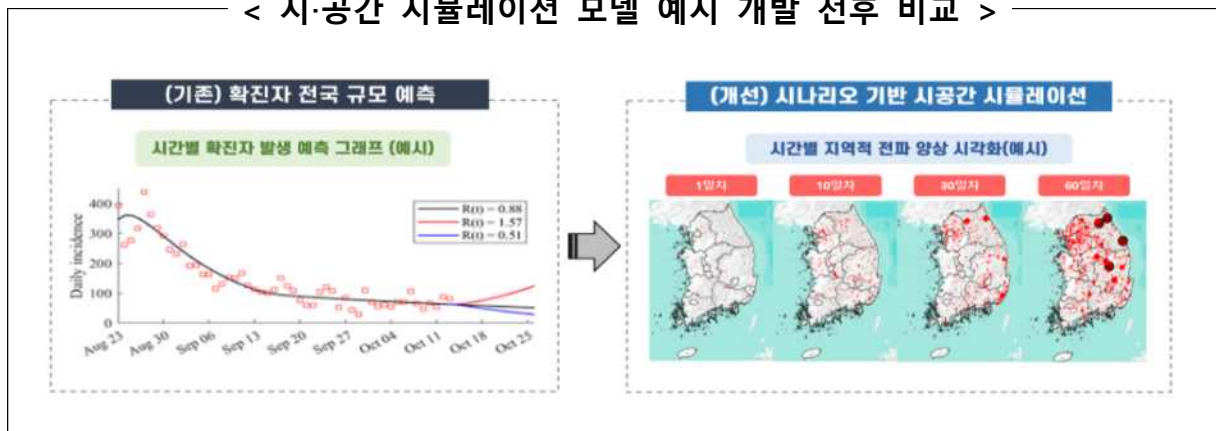 < 시·공간 시뮬레이션 모델 예시 개발 전후 비교 >
(기존) 확진자 전국 규모 예측
시간별 확진자 발생 예측 그래프 (예시)
Daily incidence
400
300
200
100
0
R(t) = 0.88
R(t) = 1.57
R(t) = 0.51
Aug 23
Aug 30
Sep 06
Sep 13
Sep 20
Sep 27
Oct 04
Oct 11
Oct 18
Oct 25
(개선) 시나리오 기반 시공간 시뮬레이션
시간별 지역적 전파 양상 시각화(예시)
1일차
10일차
30일차
60일차